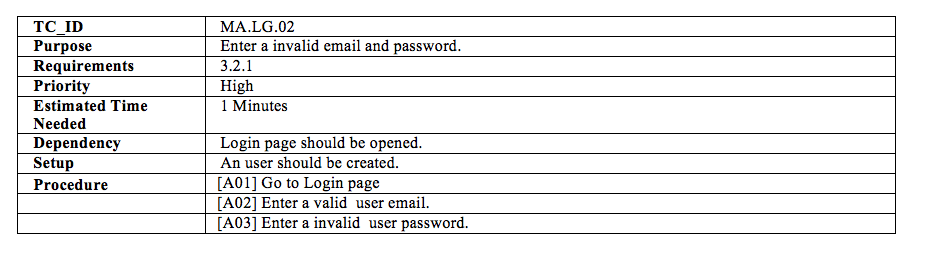 TC_ID MA.LG.02
Purpose Enter a invalid email and password.
Requirements 3.2.1
Priority High
Estimated Time 1 Minutes
Needed
Dependency Login page should be opened.
Setup An user should be created.
Procedure [A01] Go to Login page
[A02] Enter a valid  user email.
[A03] Enter a invalid  user password.